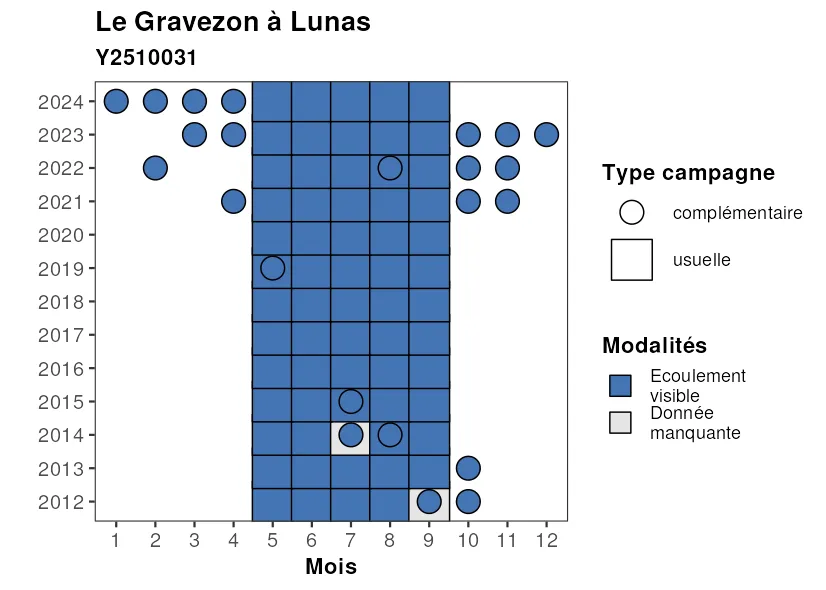 Le Gravezon à Lunas
Y2510031
2024
2023
2022
2021
2020
2019
2018
2017
2016
2015
2014
2013
2012
1 2 3 4 5 6 7 8 9 10 11 12
Mois
Type campagne
complémentaire
usuelle
Modalités
Ecoulement
visible
Donnée
manquante